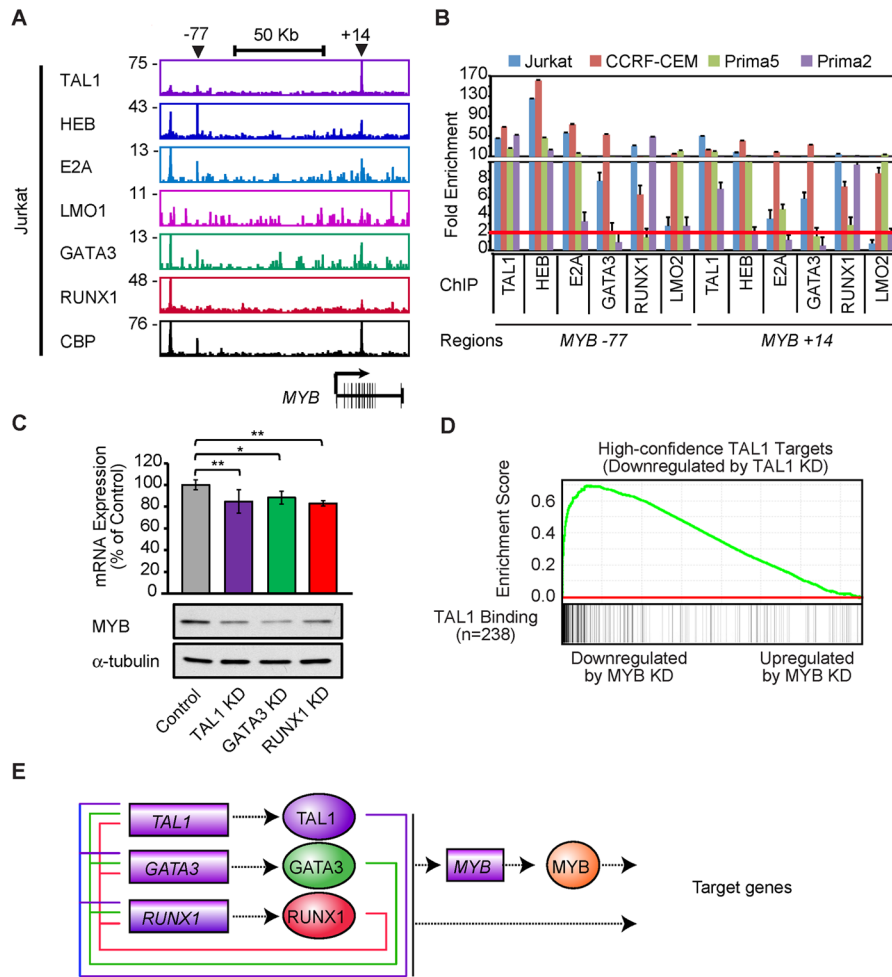 A
-77
50 Kb
+14
Jurkat
TAL1
75 -
HEB
43 -
E2A
13 -
LMO1
11 -
GATA3
13 -
RUNX1
48 -
CBP
76 -
MYB
B
Jurkat CCRF-CEM Prima5 Prima2
Fold Enrichment
170
130
90
50
10
8
6
4
2
0
ChIP
TAL1 HEB E2A GATA3 RUNX1 LMO2 TAL1 HEB E2A GATA3 RUNX1 LMO2
Regions MYB -77 MYB +14
C
**
*
**
mRNA Expression
(% of Control)
120
100
80
60
40
20
0
MYB
α-tubulin
Control TAL1 KD GATA3 KD RUNX1 KD
D
High-confidence TAL1 Targets
(Downregulated by TAL1 KD)
Enrichment Score
0.6
0.4
0.2
0.0
TAL1 Binding
(n=238)
Downregulated
by MYB KD
Upregulated
by MYB KD
E
TAL1 TAL1
GATA3 GATA3 MYB MYB
RUNX1 RUNX1
Target genes